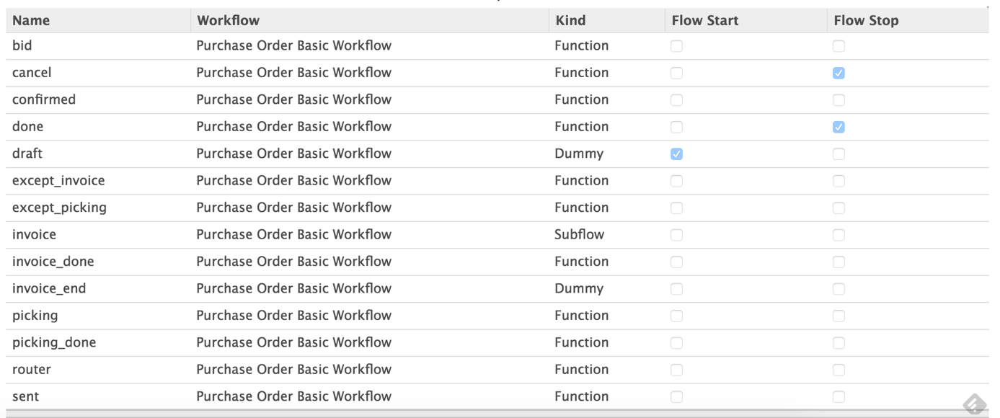 Name Workflow Kind Flow Start Flow Stop
bid Purchase Order Basic Workflow Function
cancel Purchase Order Basic Workflow Function
confirmed Purchase Order Basic Workflow Function
done Purchase Order Basic Workflow Function
draft Purchase Order Basic Workflow Dummy
except_invoice Purchase Order Basic Workflow Function
except_picking Purchase Order Basic Workflow Function
invoice Purchase Order Basic Workflow Subflow
invoice_done Purchase Order Basic Workflow Function
invoice_end Purchase Order Basic Workflow Dummy
picking Purchase Order Basic Workflow Function
picking_done Purchase Order Basic Workflow Function
router Purchase Order Basic Workflow Function
sent Purchase Order Basic Workflow Function